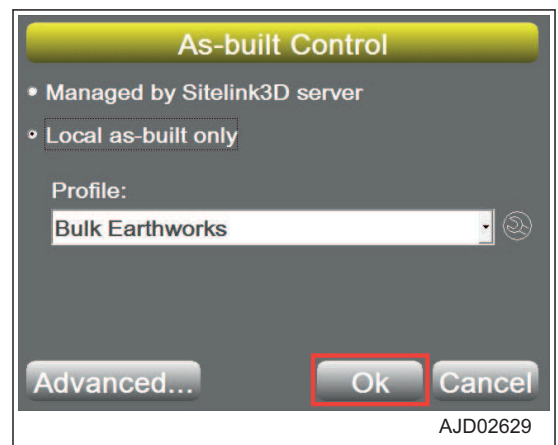 As-built Control
Managed by Sitelink3D server
Local as-built only
Profile:
Bulk Earthworks
Advanced...
Ok
Cancel
AJD02629